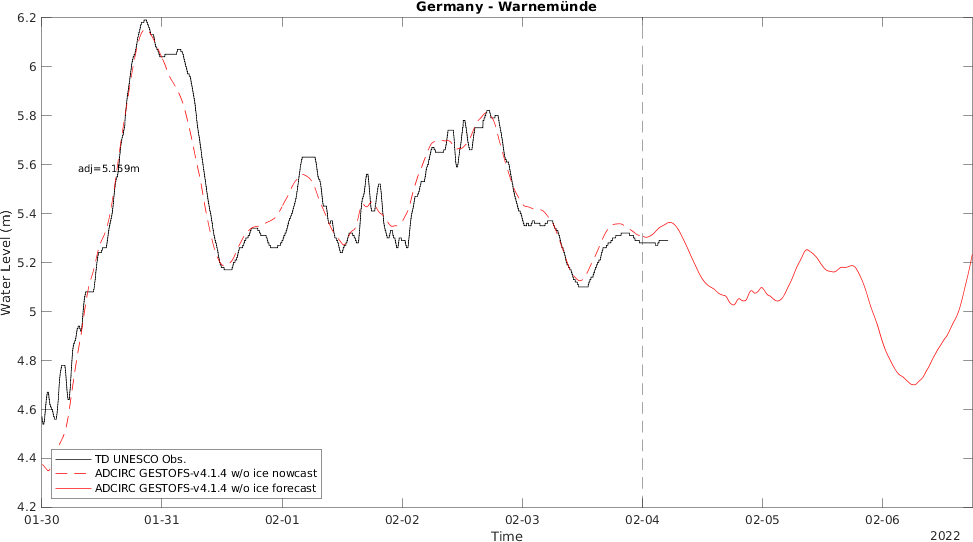 Germany - Warnemünde
6.2
6
5.8
5.6
5.4
5.2
5
4.8
4.6
4.4
4.2
Water Level (m)
adj=5.159m
TD UNESCO Obs.
ADCIRC GESTOFS-v4.1.4 w/o ice nowcast
ADCIRC GESTOFS-v4.1.4 w/o ice forecast
01-30 01-31 02-01 02-02 02-03 02-04 02-05 02-06
Time
2022